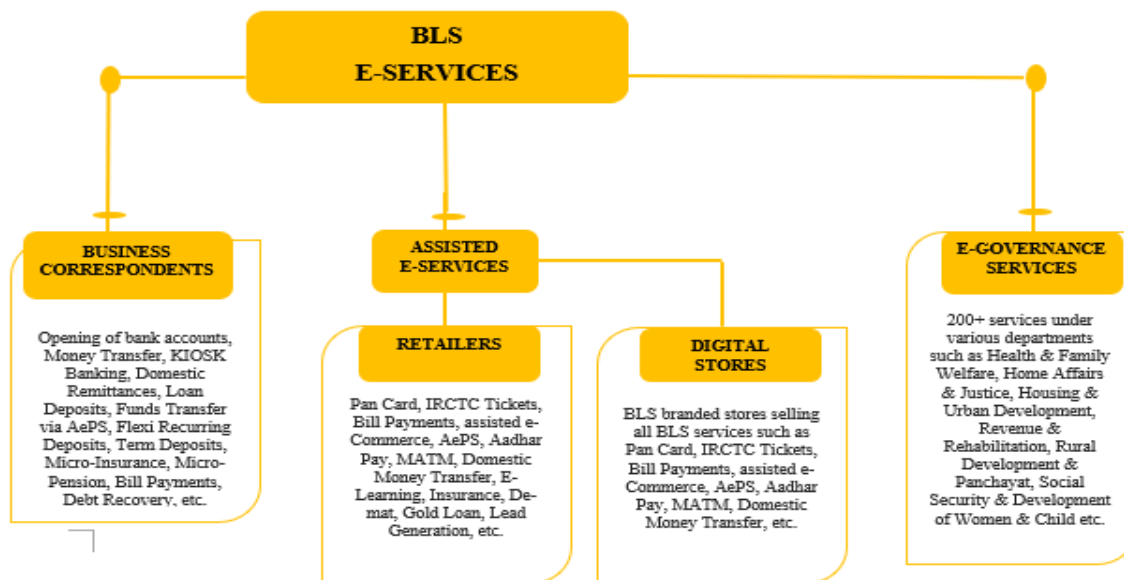 BLS
E-SERVICES
BUSINESS
CORRESPONDENTS
Opening of bank accounts,
Money Transfer, KIOSK
Banking, Domestic
Remittances, Loan
Deposits, Funds Transfer
via AePS, Flexi Recurring
Deposits, Term Deposits,
Micro-Insurance, Micro-
Pension, Bill Payments,
Debt Recovery, etc.
ASSISTED
E-SERVICES
RETAILERS
Pan Card, IRCTC Tickets,
Bill Payments, assisted e-
Commerce, AePS, Aadhar
Pay, MATM, Domestic
Money Transfer, E-
Learning, Insurance, De-
mat, Gold Loan, Lead
Generation, etc.
DIGITAL
STORES
BLS branded stores selling
all BLS services such as
Pan Card, IRCTC Tickets,
Bill Payments, assisted e-
Commerce, AePS, Aadhar
Pay, MATM, Domestic
Money Transfer, etc.
E-GOVERNANCE
SERVICES
200+ services under
various departments
such as Health & Family
Welfare, Home Affairs
& Justice, Housing &
Urban Development,
Revenue &
Rehabilitation, Rural
Development &
Panchayat, Social
Security & Development
of Women & Child etc.